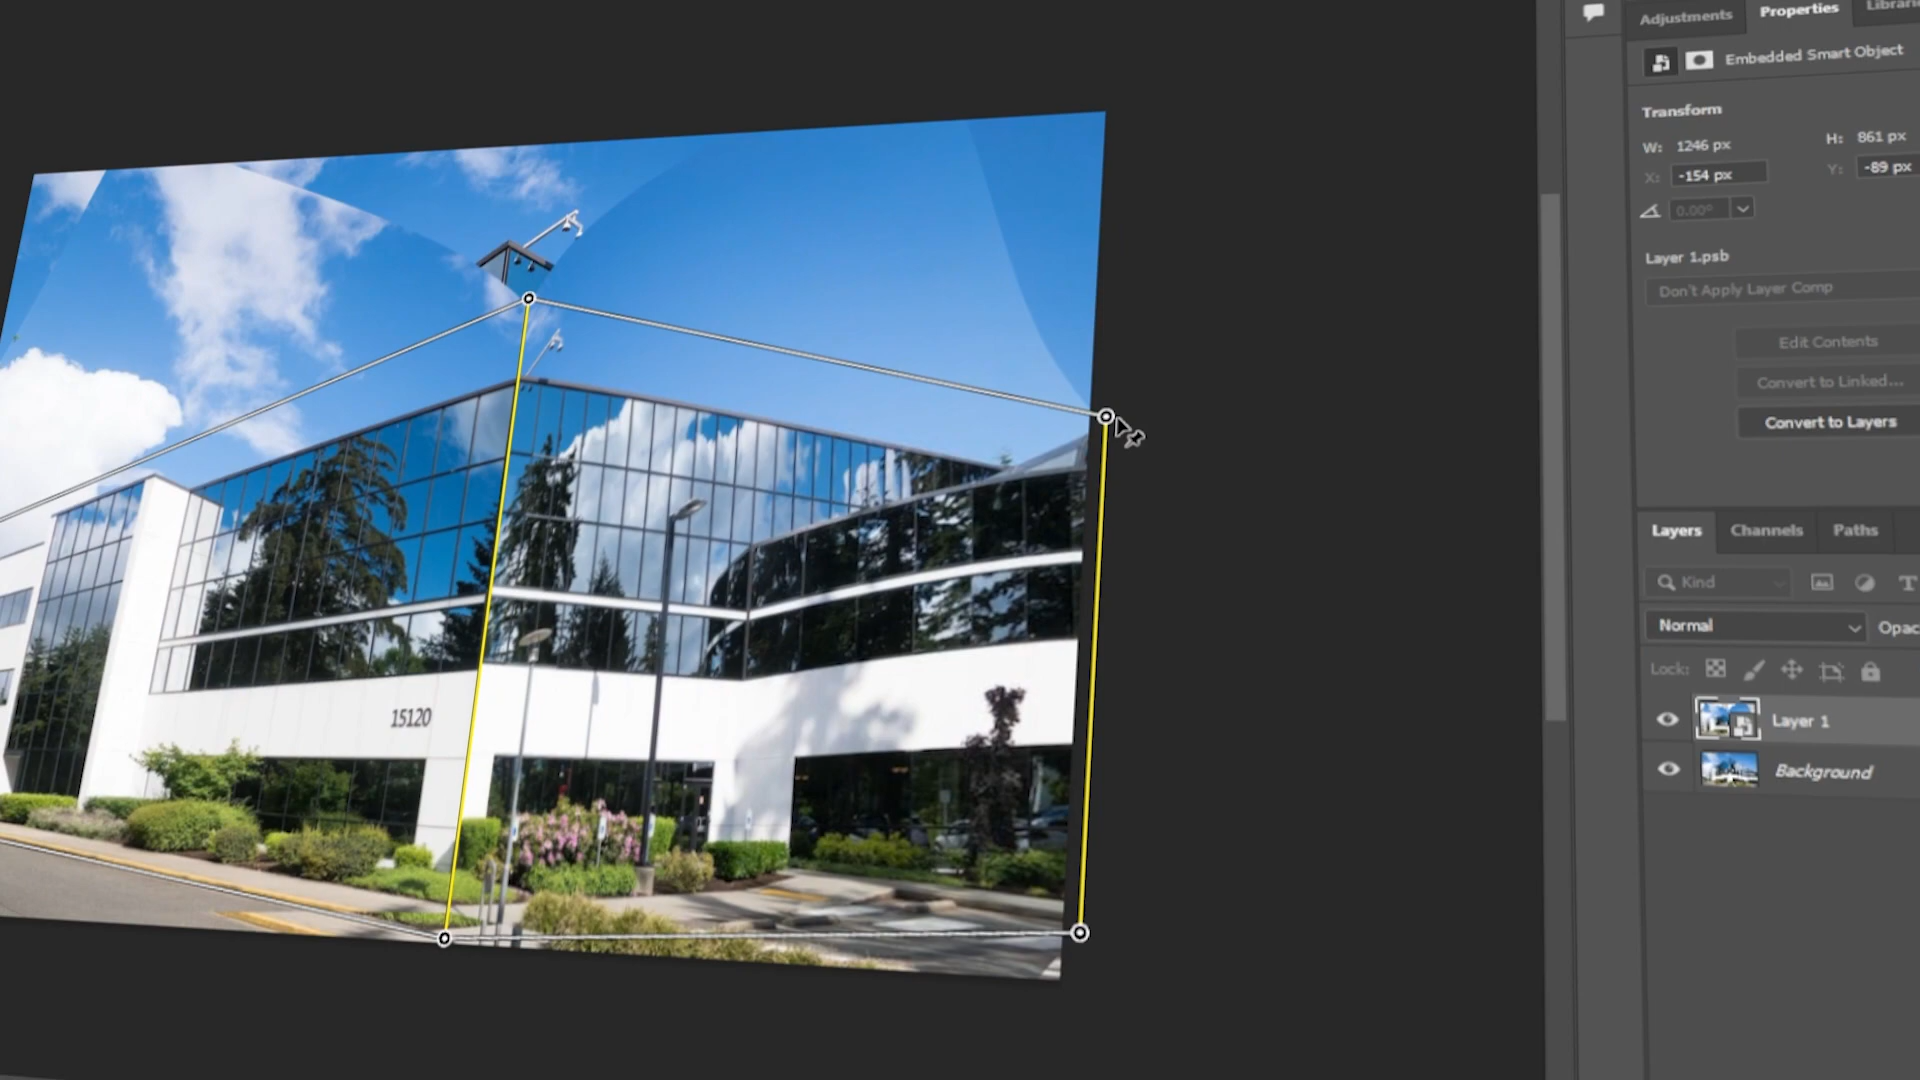 Adjustments
Properties
Embedded Smart Object
Transform
W: 1246 px
H: 861 px
X: -154 px
Y: -89 px
0.00°
Layer 1.psb
Don't Apply Layer Comp
Edit Contents
Convert to Linked...
Convert to Layers
Layers
Channels
Paths
Kind
Normal
Opac
Lock:
Layer 1
Background
15120